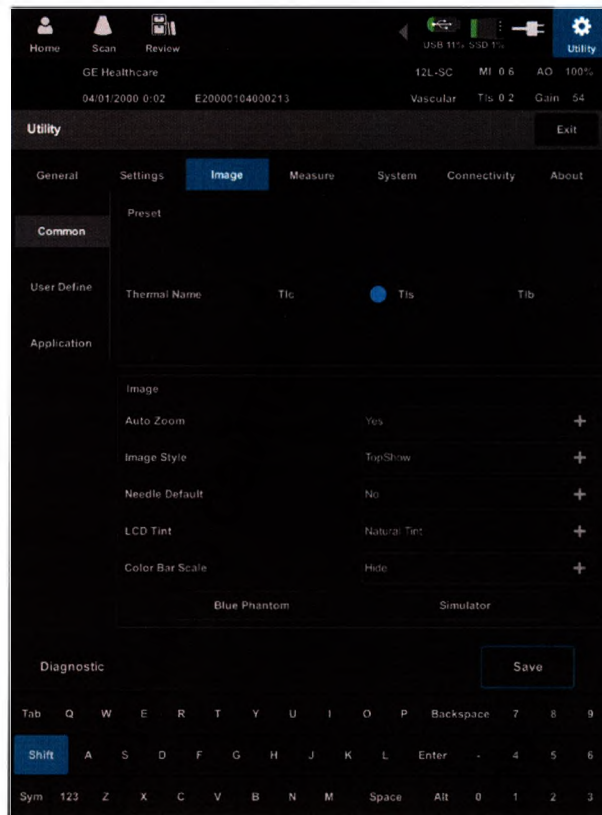 Home Scan Review USB 11% SSD 1% Utility
GE Healthcare 12L-SC MI 0.6 AO 100%
04/01/2000 0:02 E20000104000213 Vascular TIs 0.2 Gain 54
Utility Exit
General Settings Image Measure System Connectivity About
Common
User Define
Application
Preset
Thermal Name TIc TIs TIb
Image
Auto Zoom Yes +
Image Style TopShow +
Needle Default No +
LCD Tint Natural Tint +
Color Bar Scale Hide +
Blue Phantom Simulator
Diagnostic Save
Tab Q W E R T Y U I O P Backspace 7 8 9
Shift A S D F G H J K L Enter - 4 5 6
Sym 123 Z X C V B N M Space Alt 0 1 2 3